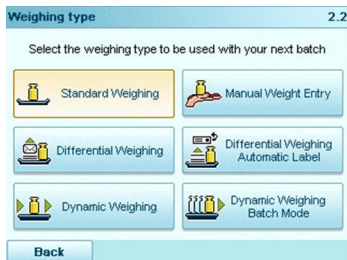 Weighing type 2.2
Select the weighing type to be used with your next batch
Standard Weighing
Manual Weight Entry
Differential Weighing
Differential Weighing
Automatic Label
Dynamic Weighing
Dynamic Weighing
Batch Mode
Back